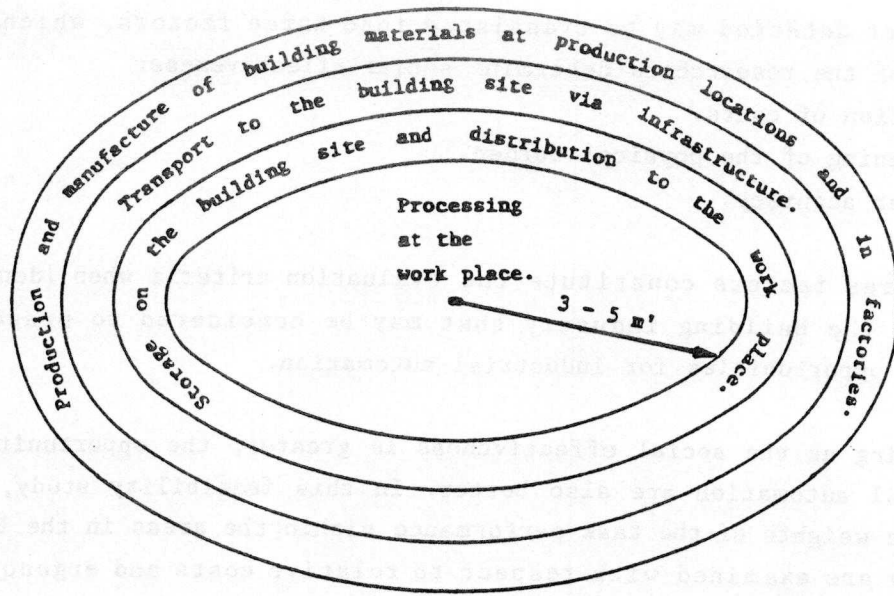 Production and manufacture of building materials at production locations and in factories.
Transport to the building site via infrastructure.
Storage on the building site and distribution to the work place.
Processing
at the
work place.
3
5 m'